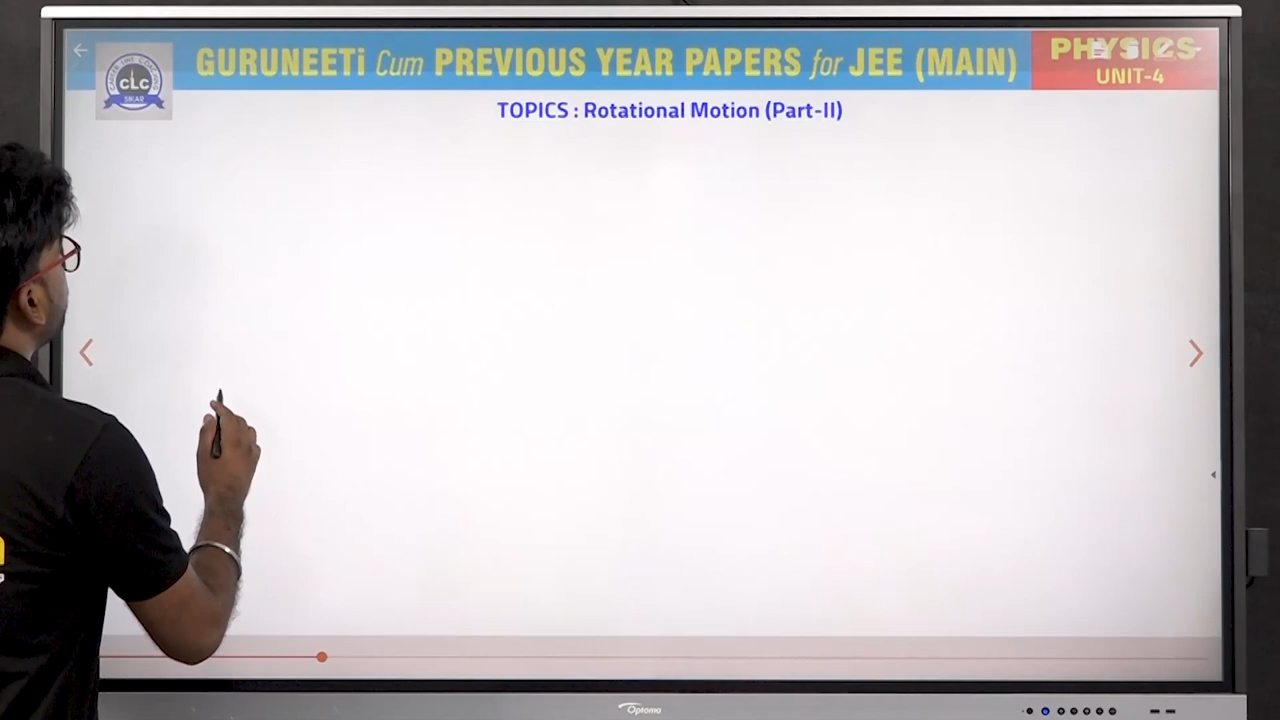 GURUNEETi Cum PREVIOUS YEAR PAPERS for JEE (MAIN)
PHYSICS
UNIT-4
CLC
SIKAR
TOPICS : Rotational Motion (Part-II)
Optoma